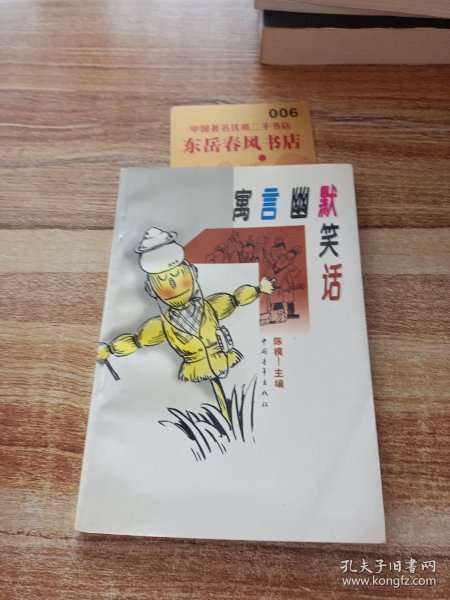 006
中国著名优质二手书店
东岳春风书店
寓言幽默笑话
陈模—主编
中国青年出版社
孔夫子旧书网
www.kongfz.com